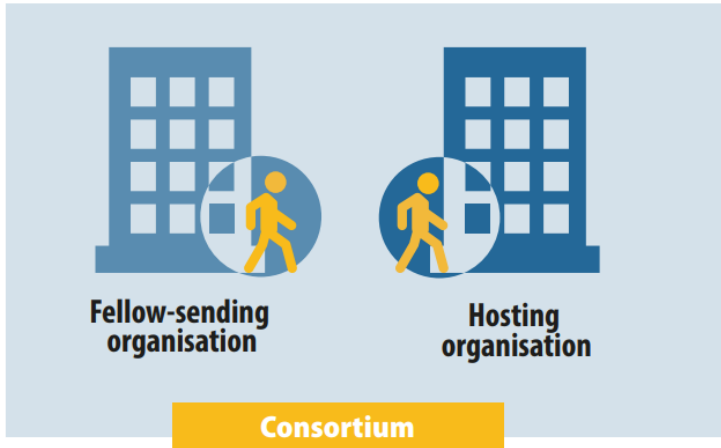 Fellow-sending
organisation
Hosting
organisation
Consortium